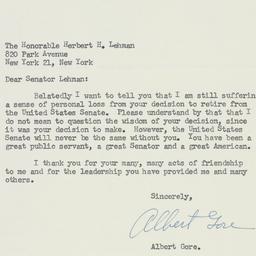 The Honorable Herbert H. Lehman
820 Park Avenue
New York 21, New York
Dear Senator Lehman:
Belatedly I want to tell you that I am still sufferin
a sense of personal loss from your decision to retire from
the United States Senate. Please understand by that that I
do not mean to question the wisdom of your decision, since
it was your decision to make. However, the United States
Senate will never be the same without you. You have been a
great public servant, a great Senator and a great American.
I thank you for your many, many acts of friendship
to me and for the leadership you have provided me and many
others.
Sincerely,
Albert Gore
Albert Gore.